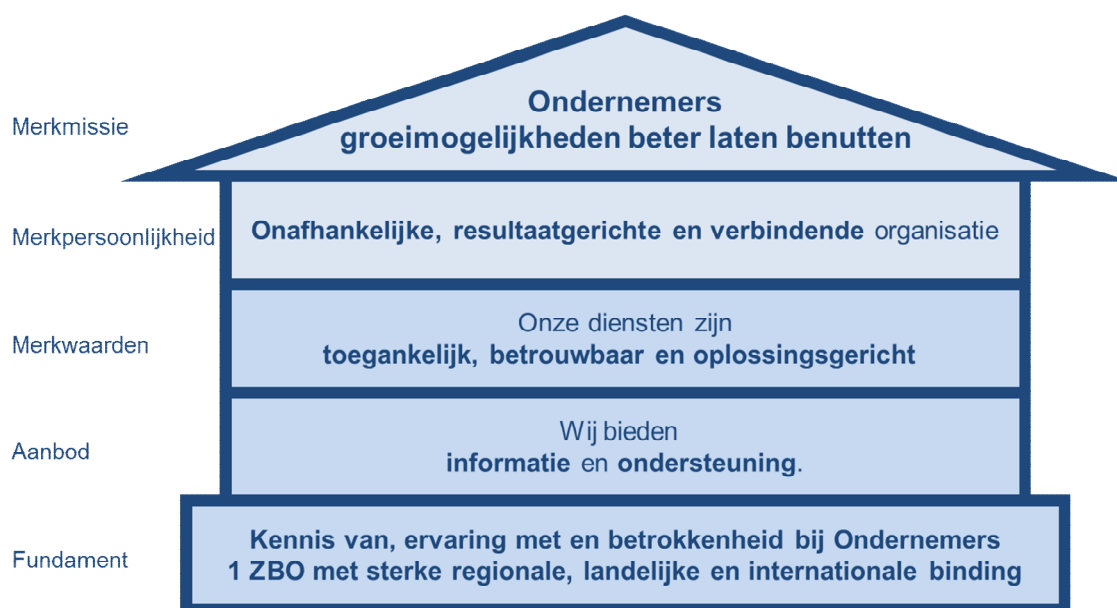 Merkmissie
Ondernemers
groeimogelijkheden beter laten benutten
Merkpersoonlijkheid
Onafhankelijke, resultaatgerichte en verbindende organisatie
Merkwaarden
Onze diensten zijn
toegankelijk, betrouwbaar en oplossingsgericht
Aanbod
Wij bieden
informatie en ondersteuning.
Fundament
Kennis van, ervaring met en betrokkenheid bij Ondernemers
1 ZBO met sterke regionale, landelijke en internationale binding